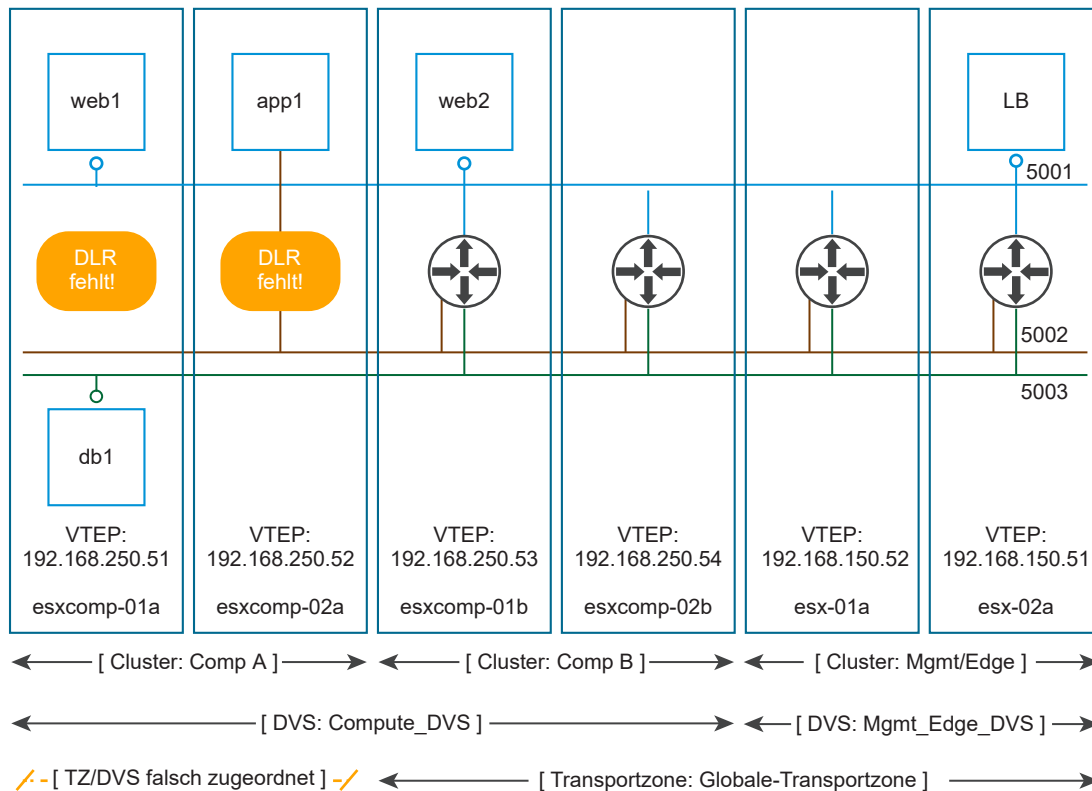 web1
app1
web2
LB
5001
DLR
fehlt!
DLR
fehlt!
5002
5003
db1
VTEP:
192.168.250.51
VTEP:
192.168.250.52
VTEP:
192.168.250.53
VTEP:
192.168.250.54
VTEP:
192.168.150.52
VTEP:
192.168.150.51
esxcomp-01a
esxcomp-02a
esxcomp-01b
esxcomp-02b
esx-01a
esx-02a
[ Cluster: Comp A ]
[ Cluster: Comp B ]
[ Cluster: Mgmt/Edge ]
[ DVS: Compute_DVS ]
[ DVS: Mgmt_Edge_DVS ]
[ TZ/DVS falsch zugeordnet ]
[ Transportzone: Globale-Transportzone ]